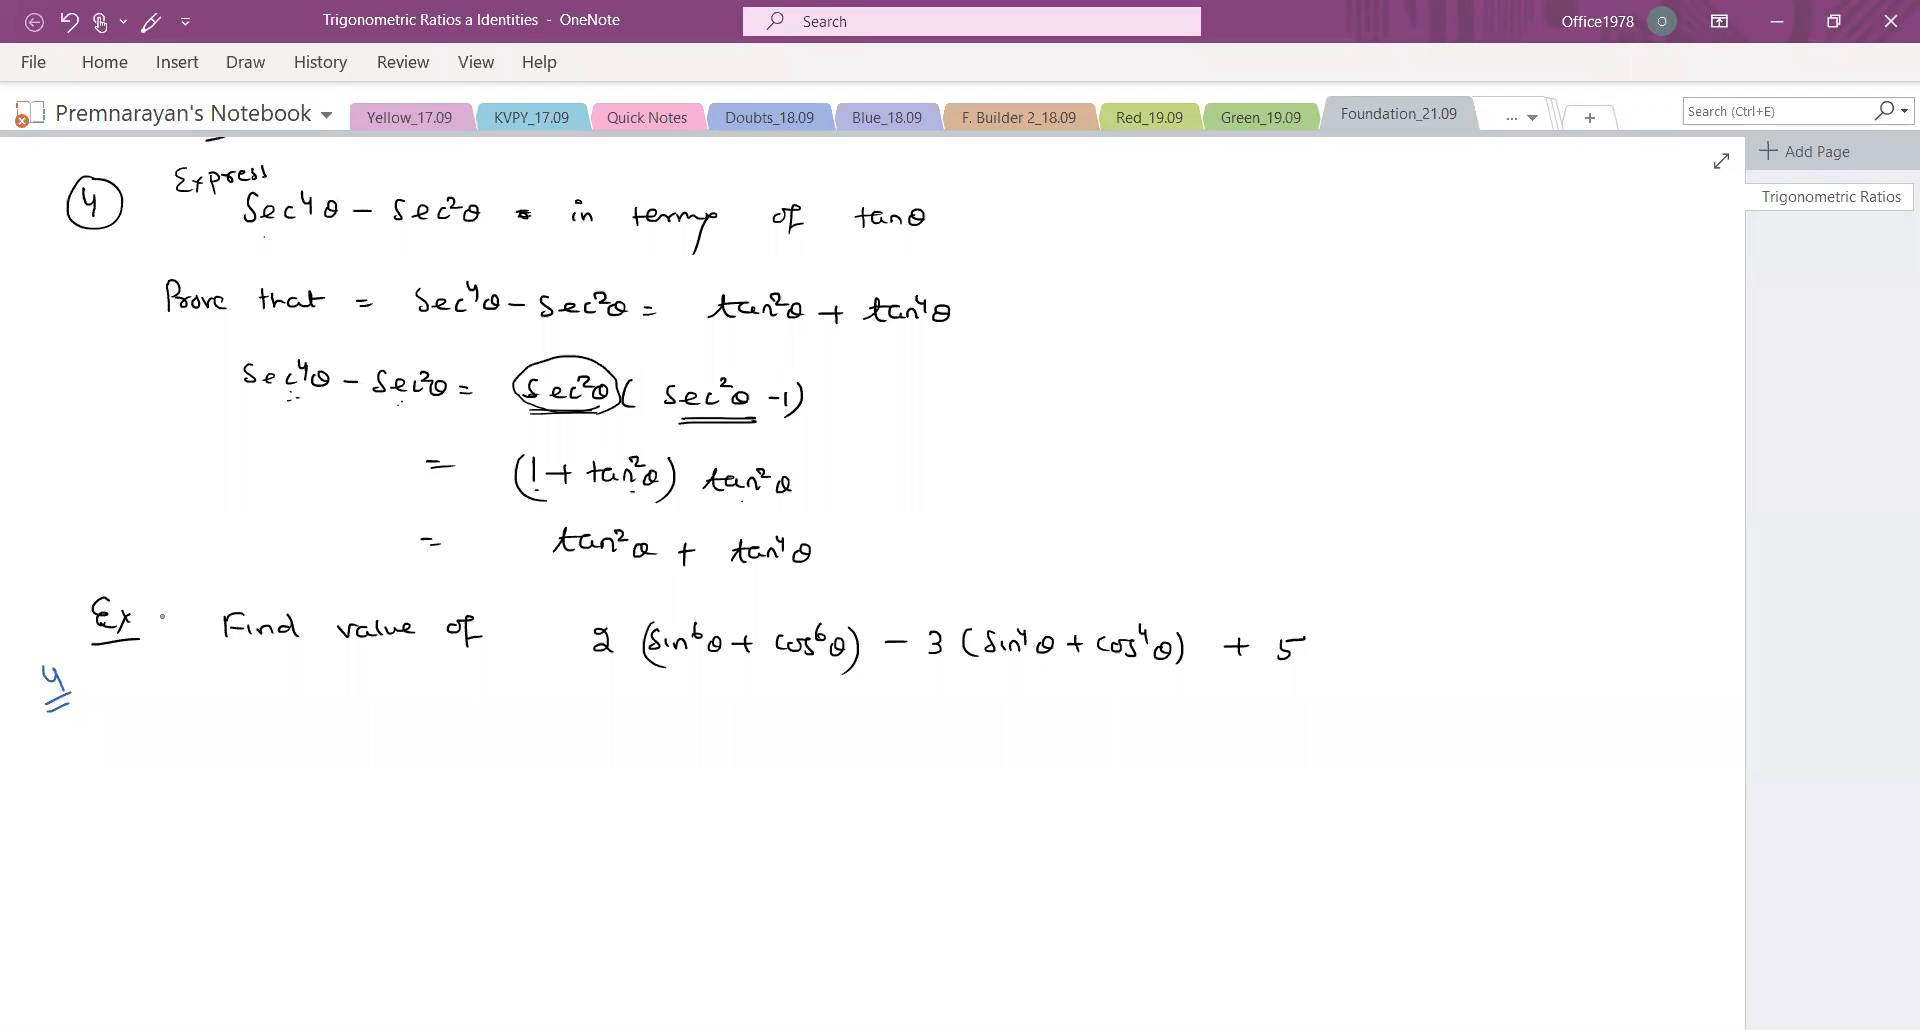 Trigonometric Ratios a Identities - OneNote
Search
Office1978
O
File Home Insert Draw History Review View Help
Premnarayan's Notebook
Yellow_17.09
KVPY_17.09
Quick Notes
Doubts_18.09
Blue_18.09
F. Builder 2_18.09
Red_19.09
Green_19.09
Foundation_21.09
...
+
Search (Ctrl+E)
Add Page
Trigonometric Ratios
Express
4 Sec⁴θ - Sec²θ = in terms of tanθ
Prove that = Sec⁴θ - Sec²θ = tan²θ + tan⁴θ
Sec⁴θ - Sec²θ = Sec²θ ( Sec²θ -1)
= (1 + tan²θ) tan²θ
= tan²θ + tan⁴θ
Ex. Find value of 2 (Sin⁶θ + cos⁶θ) - 3 (Sin⁴θ + cos⁴θ) + 5
4